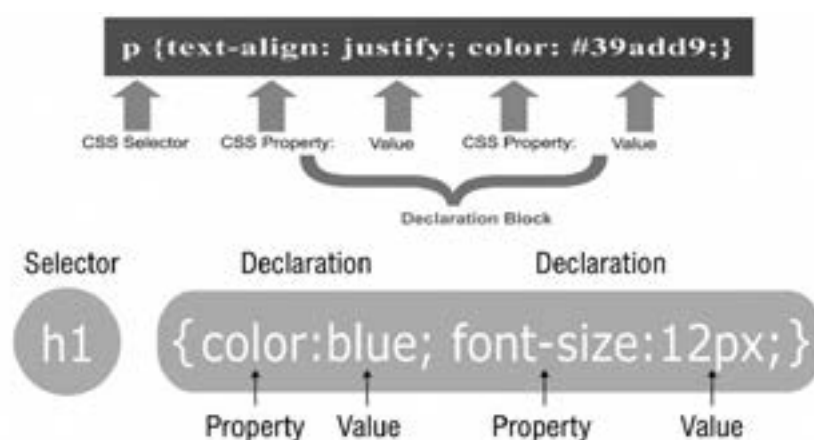 p {text-align: justify; color: #39add9;}
CSS Selector CSS Property: Value CSS Property: Value
Declaration Block
Selector Declaration Declaration
h1 {color:blue; font-size:12px;}
Property Value Property Value